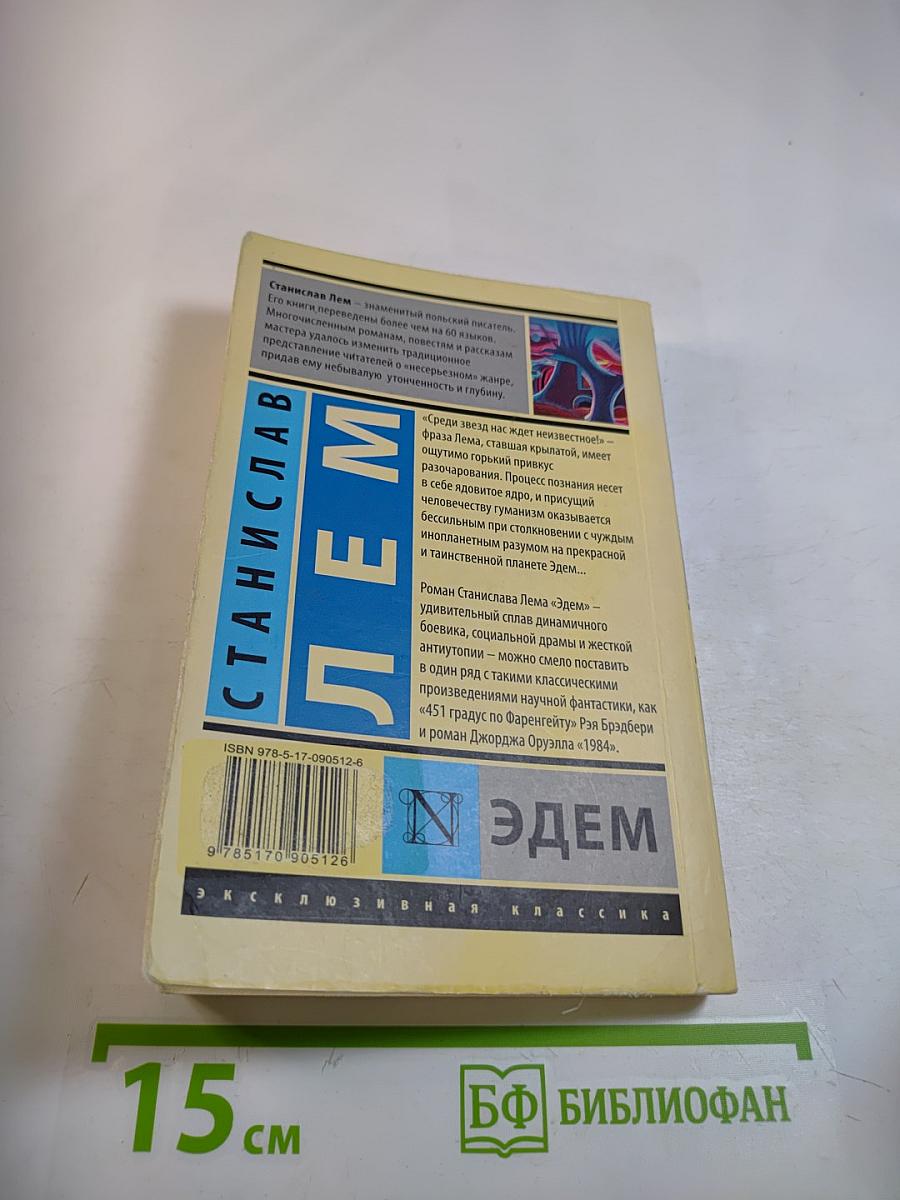 Станислав Лем – знаменитый польский писатель.
Его книги переведены более чем на 60 языков.
Многочисленным романам, повестям и рассказам
мастера удалось изменить традиционное
представление читателей о «несерьезном» жанре,
придав ему небывалую утонченность и глубину.
СТАНИСЛАВ
ЛЕМ
«Среди звезд нас ждет неизвестное!» –
фраза Лема, ставшая крылатой, имеет
ощутимо горький привкус
разочарования. Процесс познания несет
в себе ядовитое ядро, и присущий
человечеству гуманизм оказывается
бессильным при столкновении с чуждым
инопланетным разумом на прекрасной
и таинственной планете Эдем...
Роман Станислава Лема «Эдем» –
удивительный сплав динамичного
боевика, социальной драмы и жесткой
антиутопии – можно смело поставить
в один ряд с такими классическими
произведениями научной фантастики, как
«451 градус по Фаренгейту» Рэя Брэдбери
и роман Джорджа Оруэлла «1984».
ISBN 978-5-17-090512-6
9 785170 905126
N
ЭДЕМ
эксклюзивная классика
15 см
БФ БИБЛИОФАН